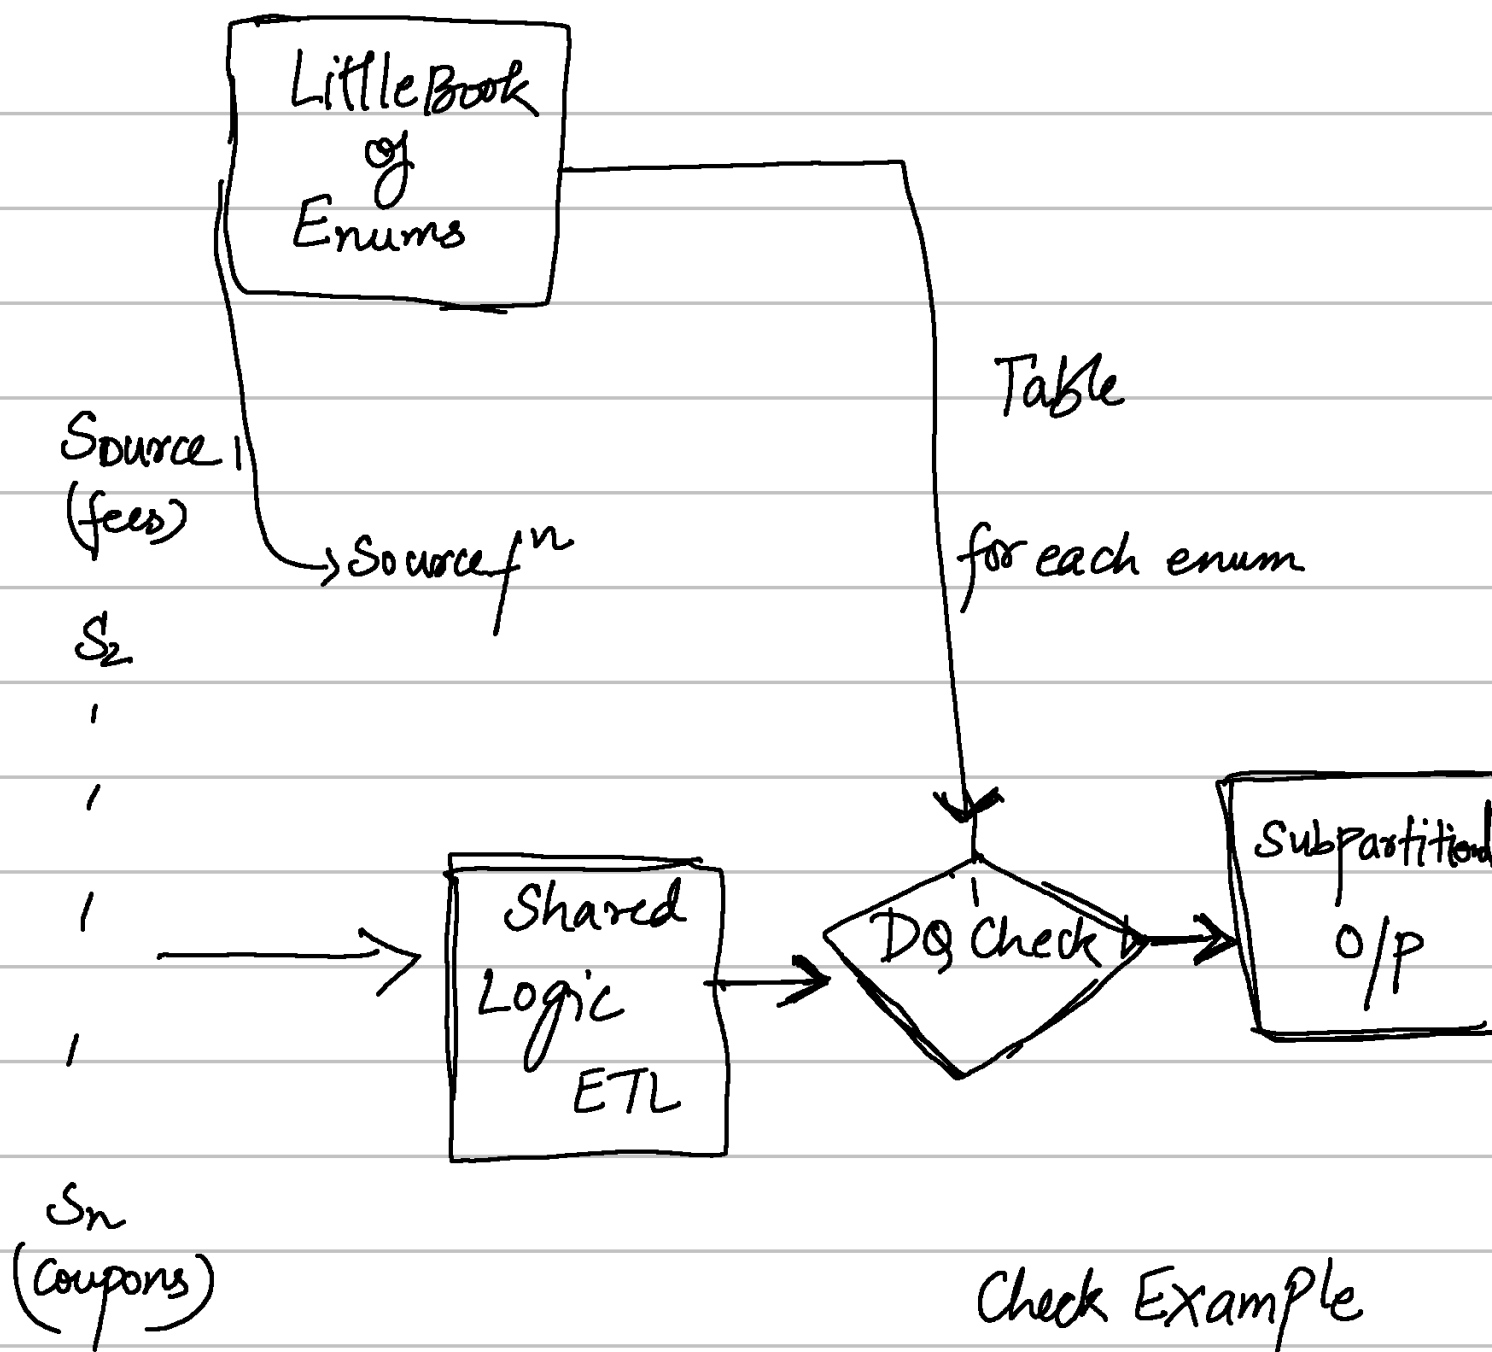 Little Book
of
Enums
Table
Source 1
(fees)
Source fn
for each enum
S2
Shared
Logic
ETL
DQ Check
Subpartitioned
O/P
Sn
(Coupons)
Check Example